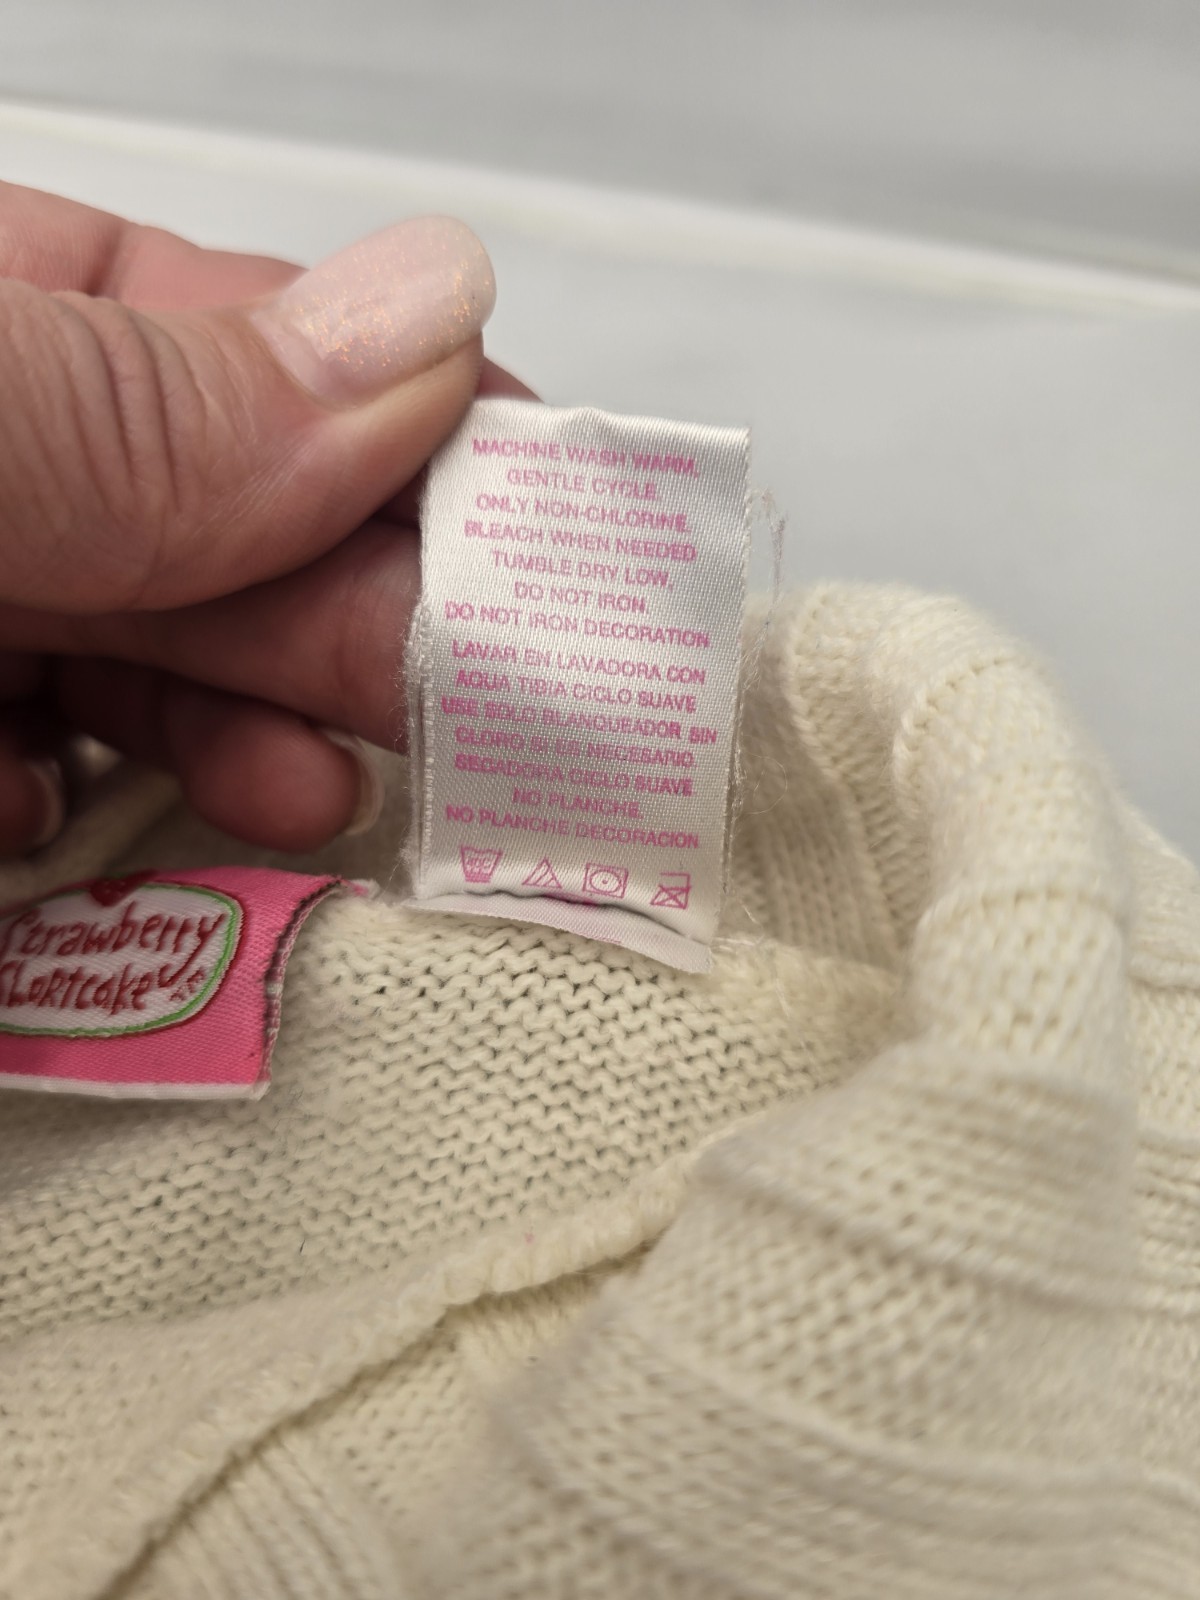 MACHINE WASH WARM,
GENTLE CYCLE.
ONLY NON-CHLORINE,
BLEACH WHEN NEEDED
TUMBLE DRY LOW,
DO NOT IRON.
DO NOT IRON DECORATION
LAVAR EN LAVADORA CON
AQUA TIBIA CICLO SUAVE
USE SOLO BLANQUEADOR SIN
CLORO SI ES NECESARIO
SECADORA CICLO SUAVE
NO PLANCHE.
NO PLANCHE DECORACION
Strawberry
Shortcake